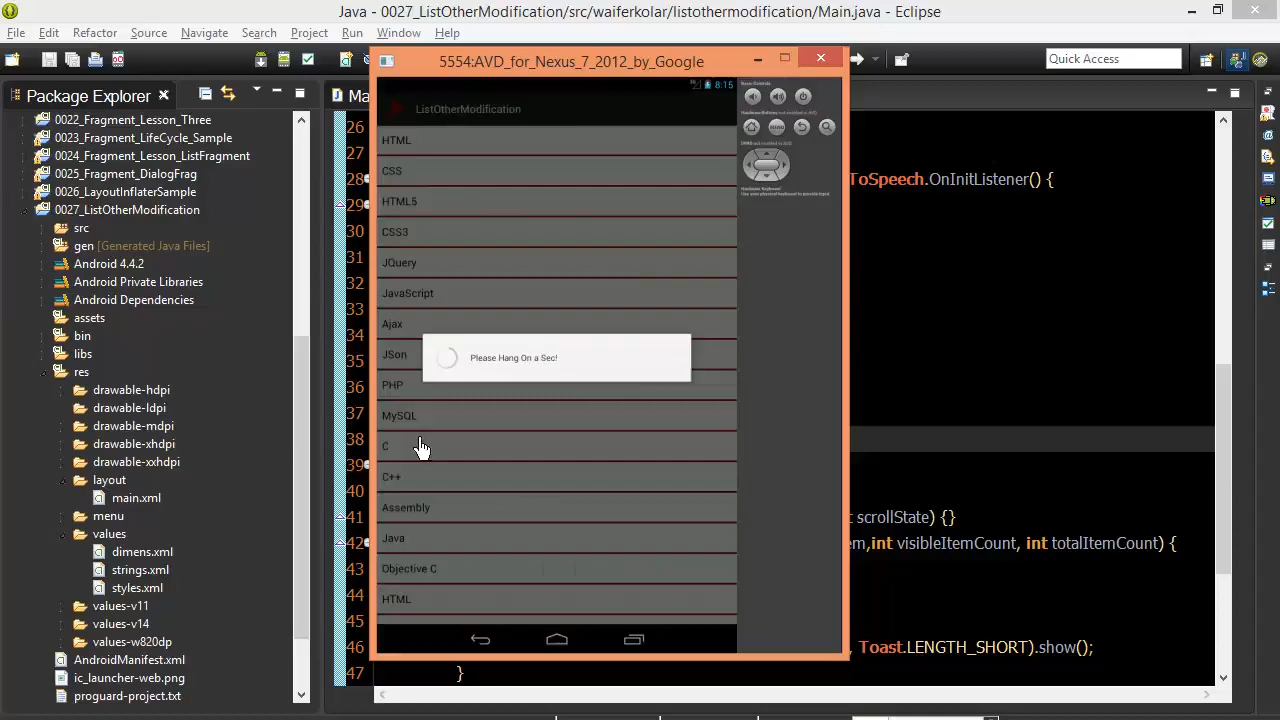 Java - 0027_ListOtherModification/src/waiferkolar/listothermodification/Main.java - Eclipse
File Edit Refactor Source Navigate Search Project Run Window Help
5554:AVD_for_Nexus_7_2012_by_Google
Quick Access
Package Explorer
Ma
0022_Fragment_Lesson_Three
0023_Fragment_LifeCycle_Sample
0024_Fragment_Lesson_ListFragment
0025_Fragment_DialogFrag
0026_LayoutInflaterSample
0027_ListOtherModification
src
gen [Generated Java Files]
Android 4.4.2
Android Private Libraries
Android Dependencies
assets
bin
libs
res
drawable-hdpi
drawable-ldpi
drawable-mdpi
drawable-xhdpi
drawable-xxhdpi
layout
main.xml
menu
values
dimens.xml
strings.xml
styles.xml
values-v11
values-v14
values-w820dp
AndroidManifest.xml
ic_launcher-web.png
proguard-project.txt
8:15
ListOtherModification
HTML
CSS
HTML5
CSS3
JQuery
JavaScript
Ajax
JSon
Please Hang On a Sec!
PHP
MySQL
C
C++
Assembly
Java
Objective C
HTML
MENU
26
27
28 ToSpeech.OnInitListener() {
29
30
31
32
33
34
35
36
37
38
39
40
41 t scrollState) {}
42 em,int visibleItemCount, int totalItemCount) {
43
44
45
46 , Toast.LENGTH_SHORT).show();
47 }